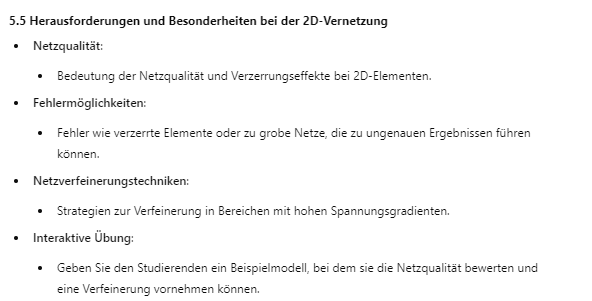 5.5 Herausforderungen und Besonderheiten bei der 2D-Vernetzung
• Netzqualität:
• Bedeutung der Netzqualität und Verzerrungseffekte bei 2D-Elementen.
• Fehlermöglichkeiten:
• Fehler wie verzerrte Elemente oder zu grobe Netze, die zu ungenauen Ergebnissen führen
können.
• Netzverfeinerungstechniken:
• Strategien zur Verfeinerung in Bereichen mit hohen Spannungsgradienten.
• Interaktive Übung:
• Geben Sie den Studierenden ein Beispielmodell, bei dem sie die Netzqualität bewerten und
eine Verfeinerung vornehmen können.